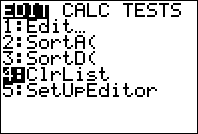 EDIT CALC TESTS
1:Edit…
2:SortA(
3:SortD(
4:ClrList
5:SetUpEditor